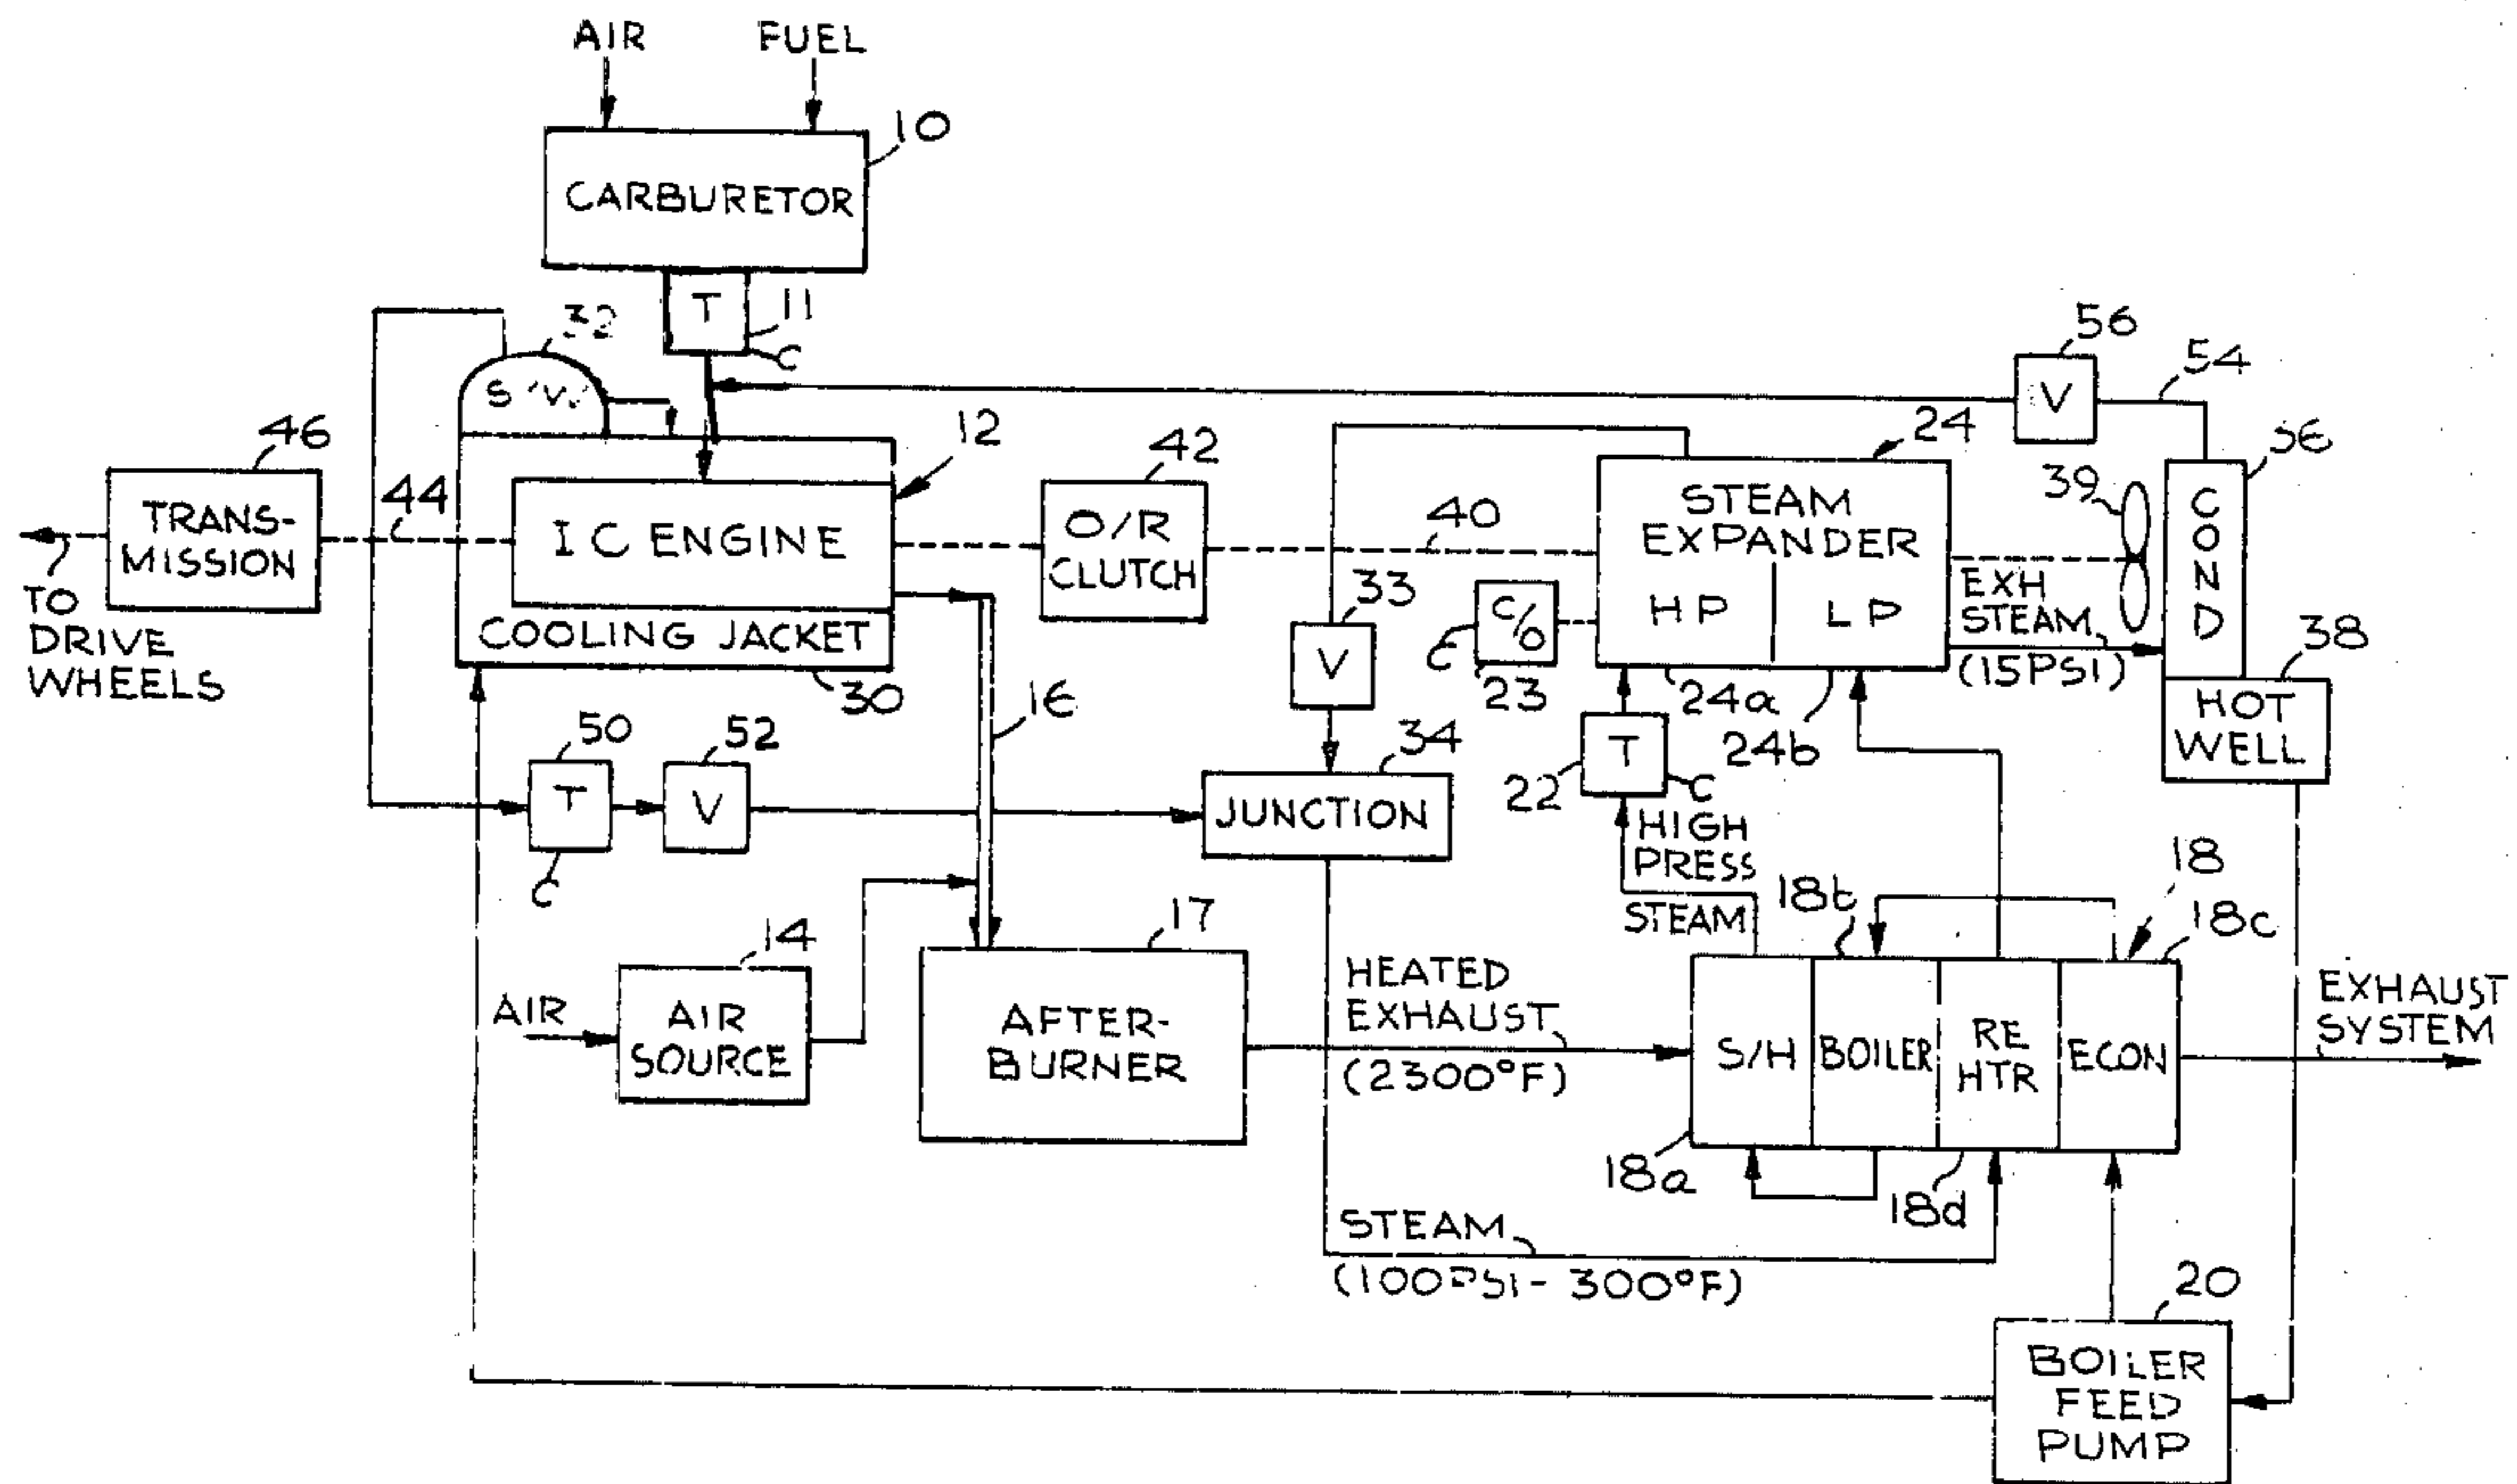 AIR
FUEL
10
CARBURETOR
T
11
C
32
S
46
TRANS-
MISSION
TO
DRIVE
WHEELS
44
12
IC ENGINE
COOLING JACKET
30
42
O/R
CLUTCH
40
24
STEAM
EXPANDER
HP
LP
24a
24b
C/O
C
23
33
V
34
JUNCTION
56
V
54
36
39
COND
EXH
STEAM
(15PSI)
38
HOT
WELL
50
T
C
52
V
16
22
T
C
HIGH
PRESS
STEAM
14
AIR
AIR
SOURCE
17
AFTER-
BURNER
HEATED
EXHAUST
(2300°F)
18
18b
18c
S/H
BOILER
RE
HTR
ECON
18a
18d
EXHAUST
SYSTEM
STEAM
(100PSI-300°F)
20
BOILER
FEED
PUMP